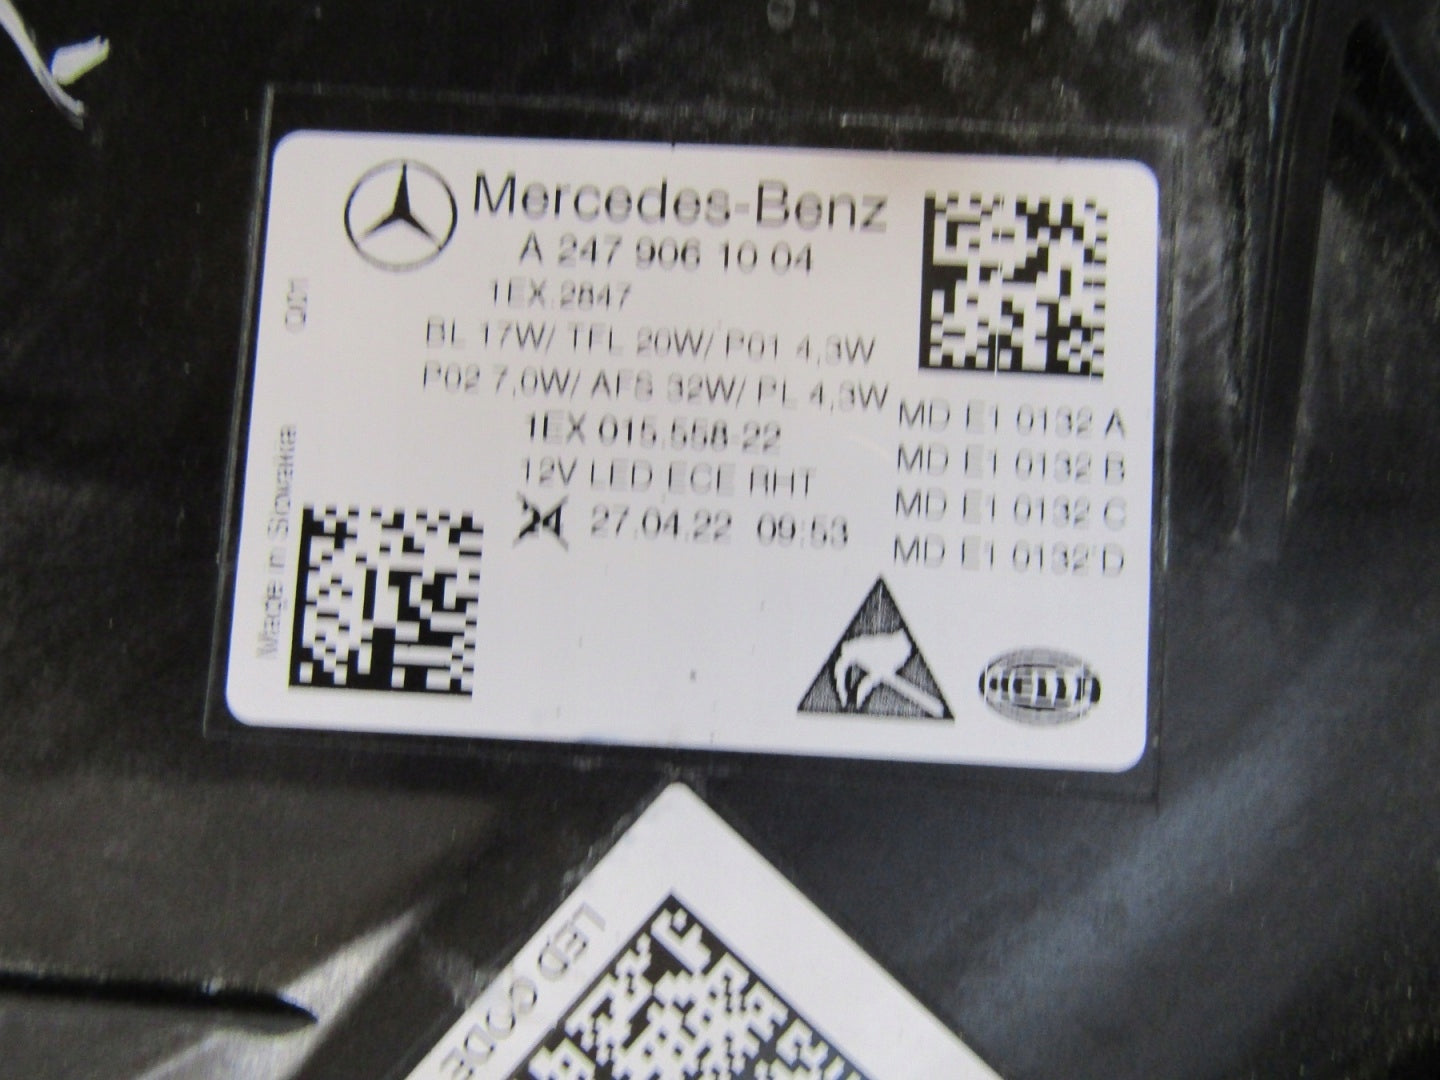 Mercedes-Benz
A 247 906 10 04
1EX.2847
BL 17W/ TFL 20W/ P01 4,3W
P02 7,0W/ AFS 32W/ PL 4,3W
1EX 015.558-22
12V LED ECE RHT
24 27.04.22 09:53
MD E1 0132 A
MD E1 0132 B
MD E1 0132 C
MD E1 0132 D
Made in Slowakia
HELLA
LED CODE